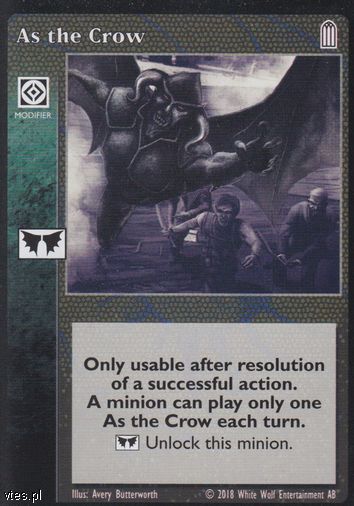 As the Crow
MODIFIER
Only usable after resolution
of a successful action.
A minion can play only one
As the Crow each turn.
Unlock this minion.
Illus: Avery Butterworth © 2018 White Wolf Entertainment AB
vtes.pl